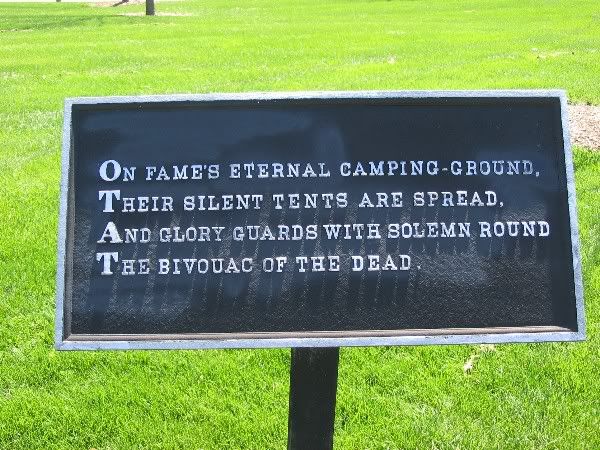 ON FAME'S ETERNAL CAMPING-GROUND,
THEIR SILENT TENTS ARE SPREAD,
AND GLORY GUARDS WITH SOLEMN ROUND
THE BIVOUAC OF THE DEAD.